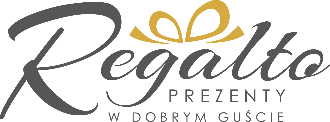 Regalto
PREZENTY
W DOBRYM GUŚCIE